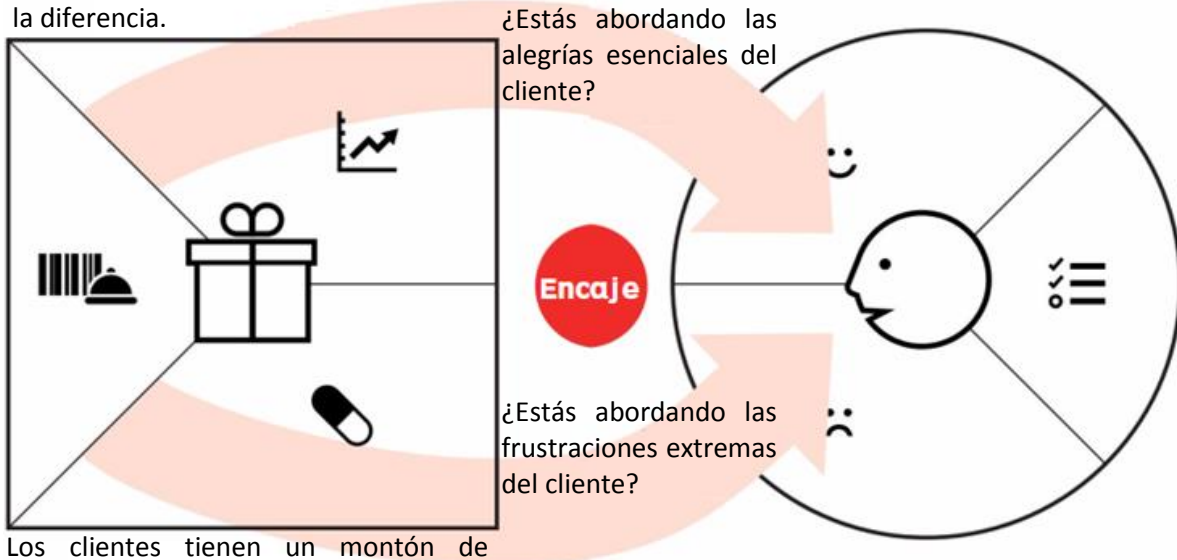 la diferencia.
¿Estás abordando las
alegrías esenciales del
cliente?
Encaje
¿Estás abordando las
frustraciones extremas
del cliente?
Los clientes tienen un montón de